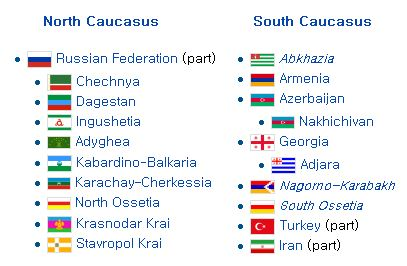 North Caucasus
Russian Federation (part)
Chechnya
Dagestan
Ingushetia
Adyghea
Kabardino-Balkaria
Karachay-Cherkessia
North Ossetia
Krasnodar Krai
Stavropol Krai
South Caucasus
Abkhazia
Armenia
Azerbaijan
Nakhichivan
Georgia
Adjara
Nagorno-Karabakh
South Ossetia
Turkey (part)
Iran (part)